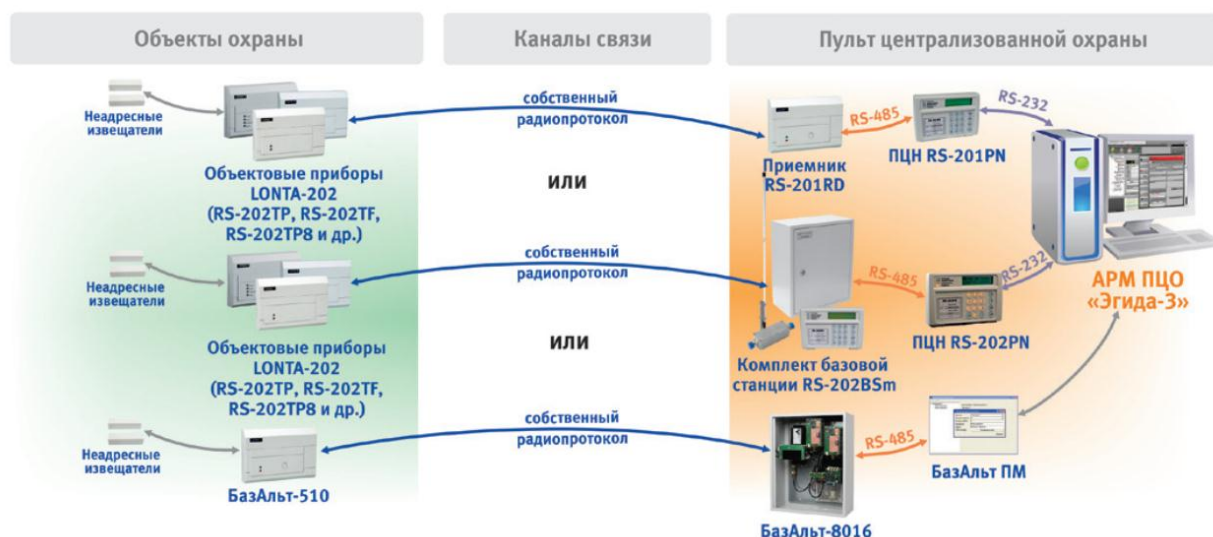 Объекты охраны
Каналы связи
Пульт централизованной охраны
Неадресные
извещатели
Объектовые приборы
LONTA-202
(RS-202TP, RS-202TF,
RS-202TP8 и др.)
собственный
радиопротокол
RS-485
RS-232
Приемник
RS-201RD
ПЦН RS-201PN
ИЛИ
Неадресные
извещатели
Объектовые приборы
LONTA-202
(RS-202TP, RS-202TF,
RS-202TP8 и др.)
собственный
радиопротокол
RS-485
RS-232
Комплект базовой
станции RS-202BSm
ПЦН RS-202PN
АРМ ПЦО
«Эгида-3»
ИЛИ
Неадресные
извещатели
БазАльт-510
собственный
радиопротокол
RS-485
БазАльт-8016
БазАльт ПМ